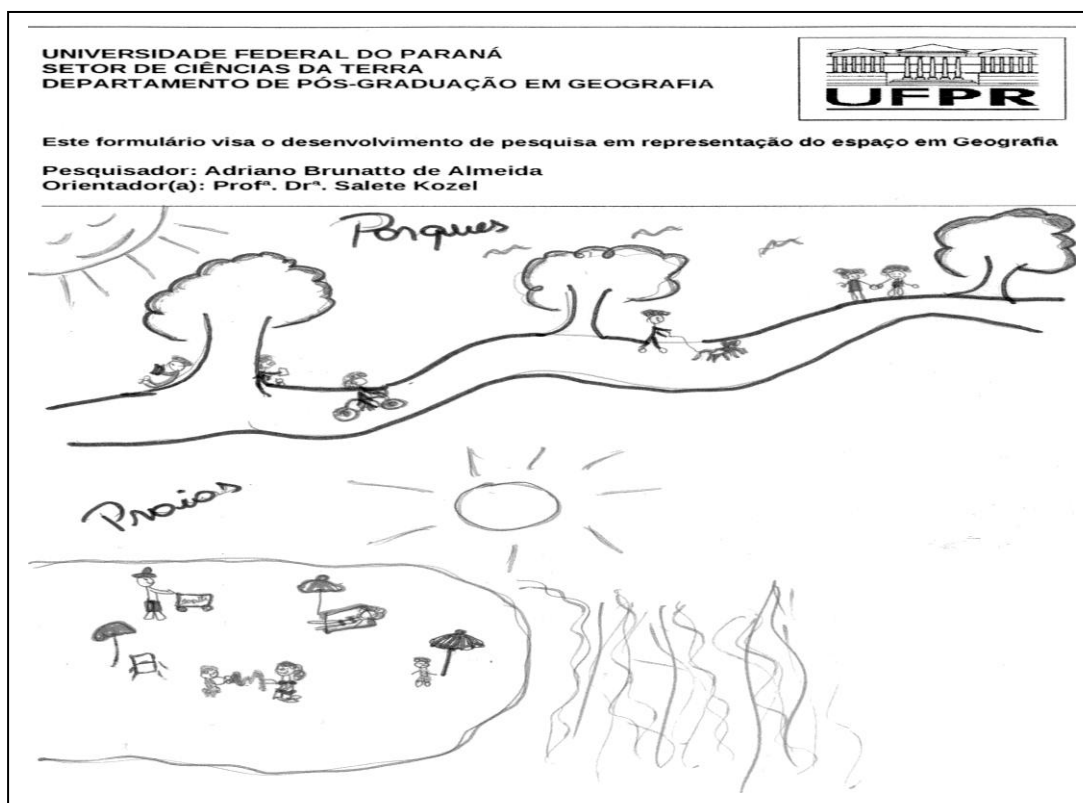 UNIVERSIDADE FEDERAL DO PARANÁ
SETOR DE CIÊNCIAS DA TERRA
DEPARTAMENTO DE PÓS-GRADUAÇÃO EM GEOGRAFIA
UFPR
Este formulário visa o desenvolvimento de pesquisa em representação do espaço em Geografia
Pesquisador: Adriano Brunatto de Almeida
Orientador(a): Profª. Drª. Salete Kozel
Parques
Praias